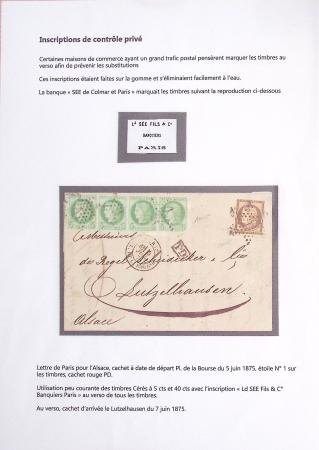 Inscriptions de contrôle privé
Certaines maisons de commerce ayant un grand trafic postal pensèrent marquer les timbres au
verso afin de prévenir les substitutions
Ces inscriptions étaient faites sur la gomme et s'éliminaient facilement à l'eau.
La banque « SEE de Colmar et Paris » marquait les timbres suivant la reproduction ci-dessous
Ld SÉE FILS & Cie
BANQUIERS
PARIS
de
Lutzelhausen
Alsace
PD
Lettre de Paris pour l'Alsace, cachet à date de départ Pl. de la Bourse du 5 juin 1875, étoile N° 1 sur
les timbres, cachet rouge PD.
Utilisation peu courante des timbres Cérés à 5 cts et 40 cts avec l'inscription « Ld SEE Fils & C°
Banquiers Paris » au verso de tous les timbres.
Au verso, cachet d'arrivée le Lutzelhausen du 7 juin 1875.